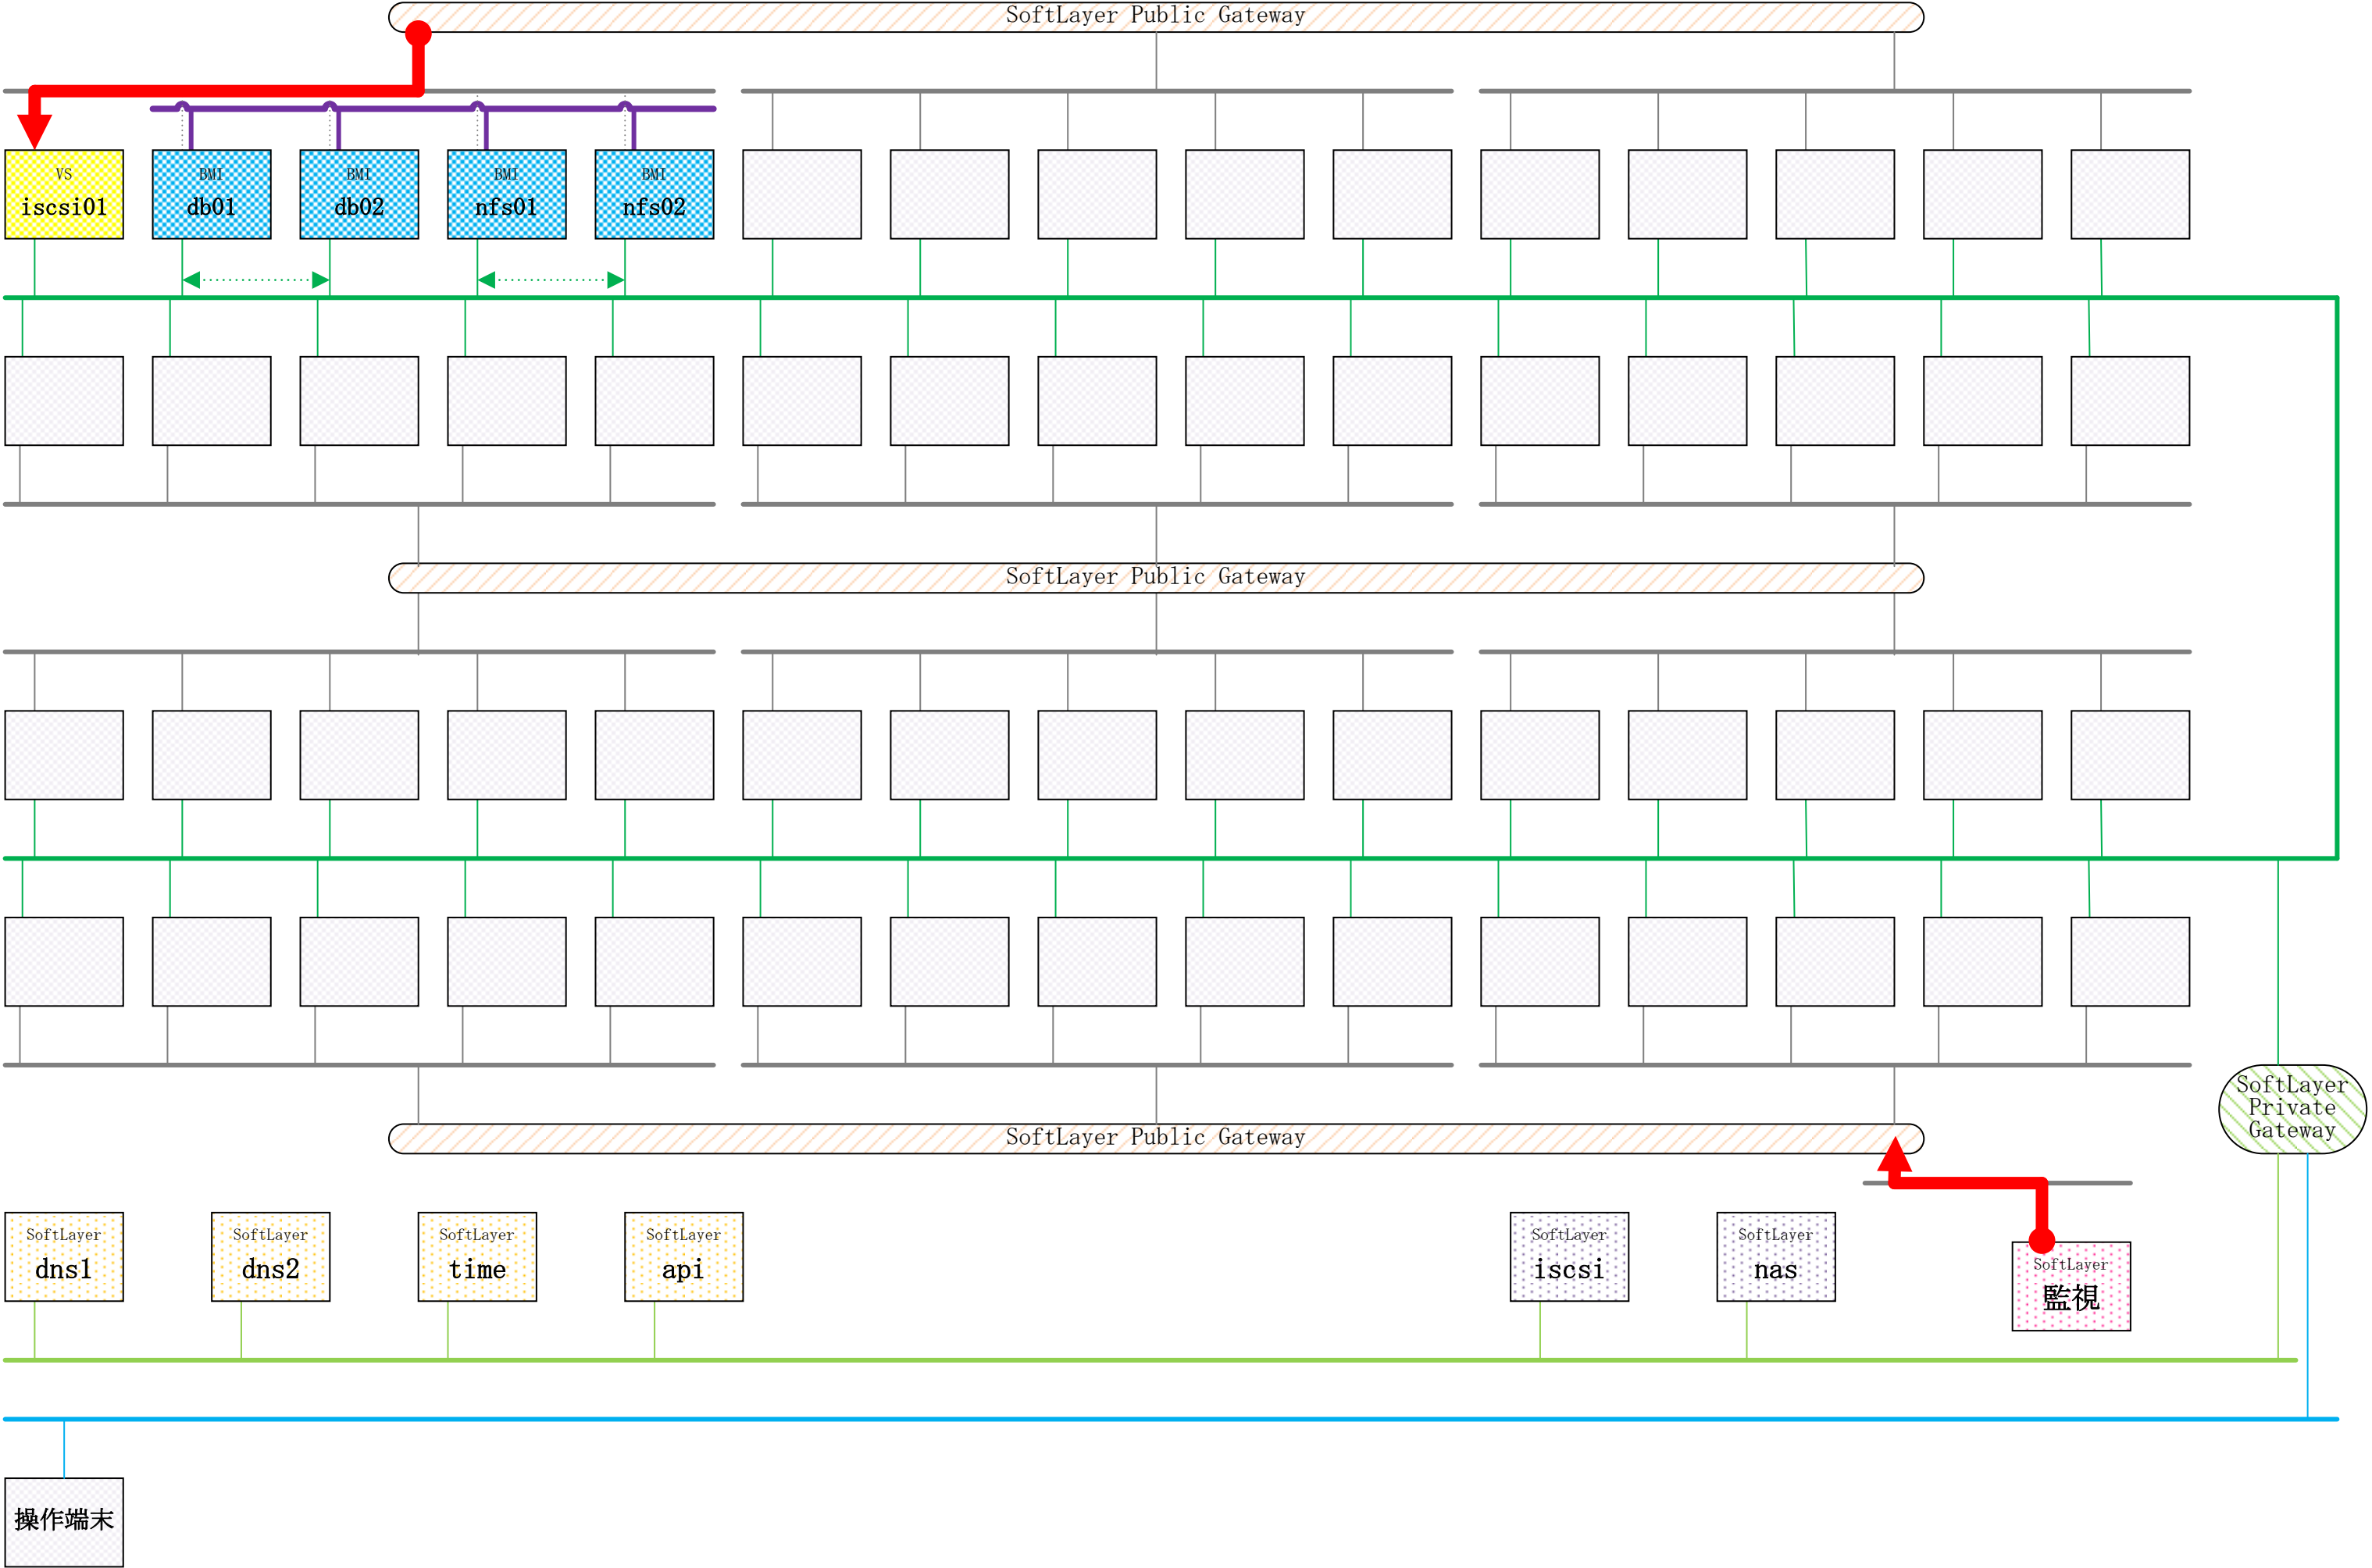 SoftLayer Public Gateway
VS
iscsi01
BMI
db01
BMI
db02
BMI
nfs01
BMI
nfs02
SoftLayer Public Gateway
SoftLayer Public Gateway
SoftLayer
Private
Gateway
SoftLayer
dns1
SoftLayer
dns2
SoftLayer
time
SoftLayer
api
SoftLayer
iscsi
SoftLayer
nas
SoftLayer
監視
操作端末